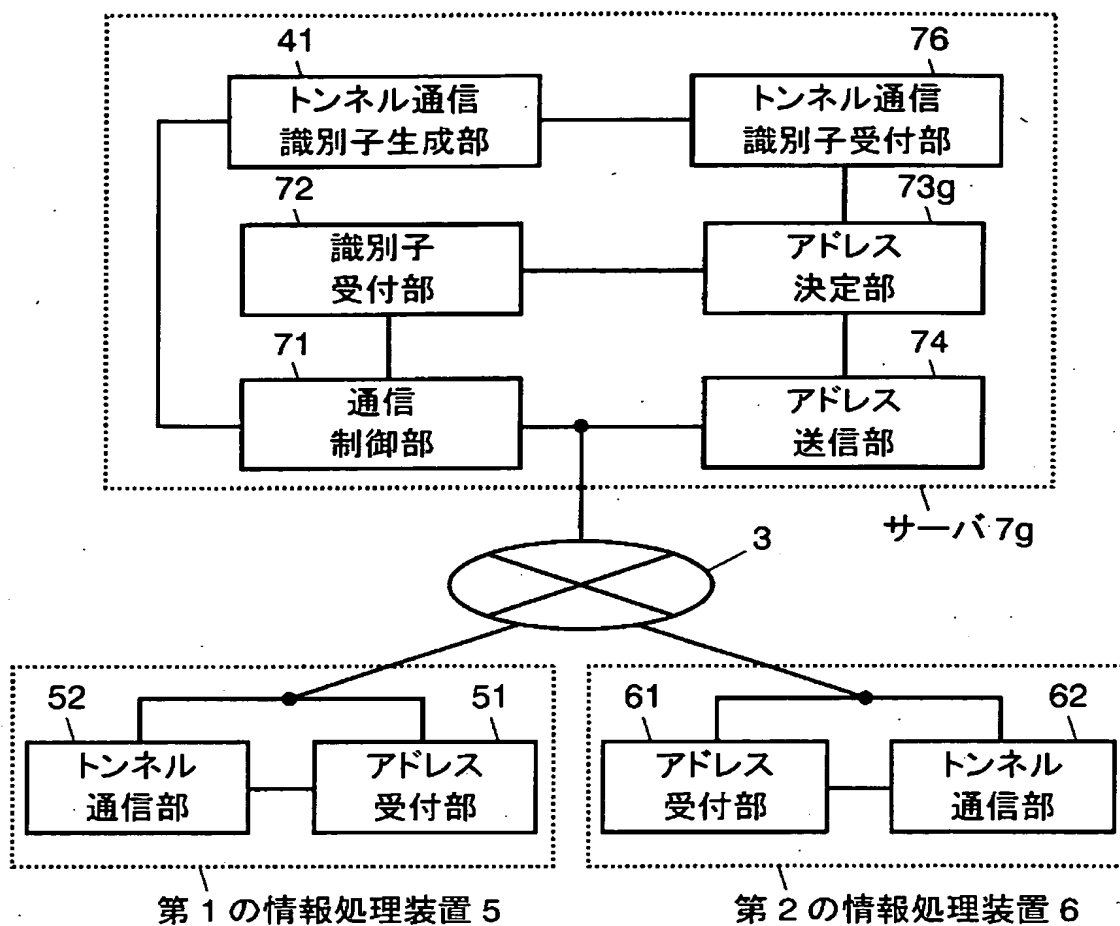 41
トンネル通信
識別子生成部
76
トンネル通信
識別子受付部
72
識別子
受付部
73g
アドレス
決定部
71
通信
制御部
74
アドレス
送信部
サーバ 7g
3
52
トンネル
通信部
51
アドレス
受付部
61
アドレス
受付部
62
トンネル
通信部
第1の情報処理装置5
第2の情報処理装置6